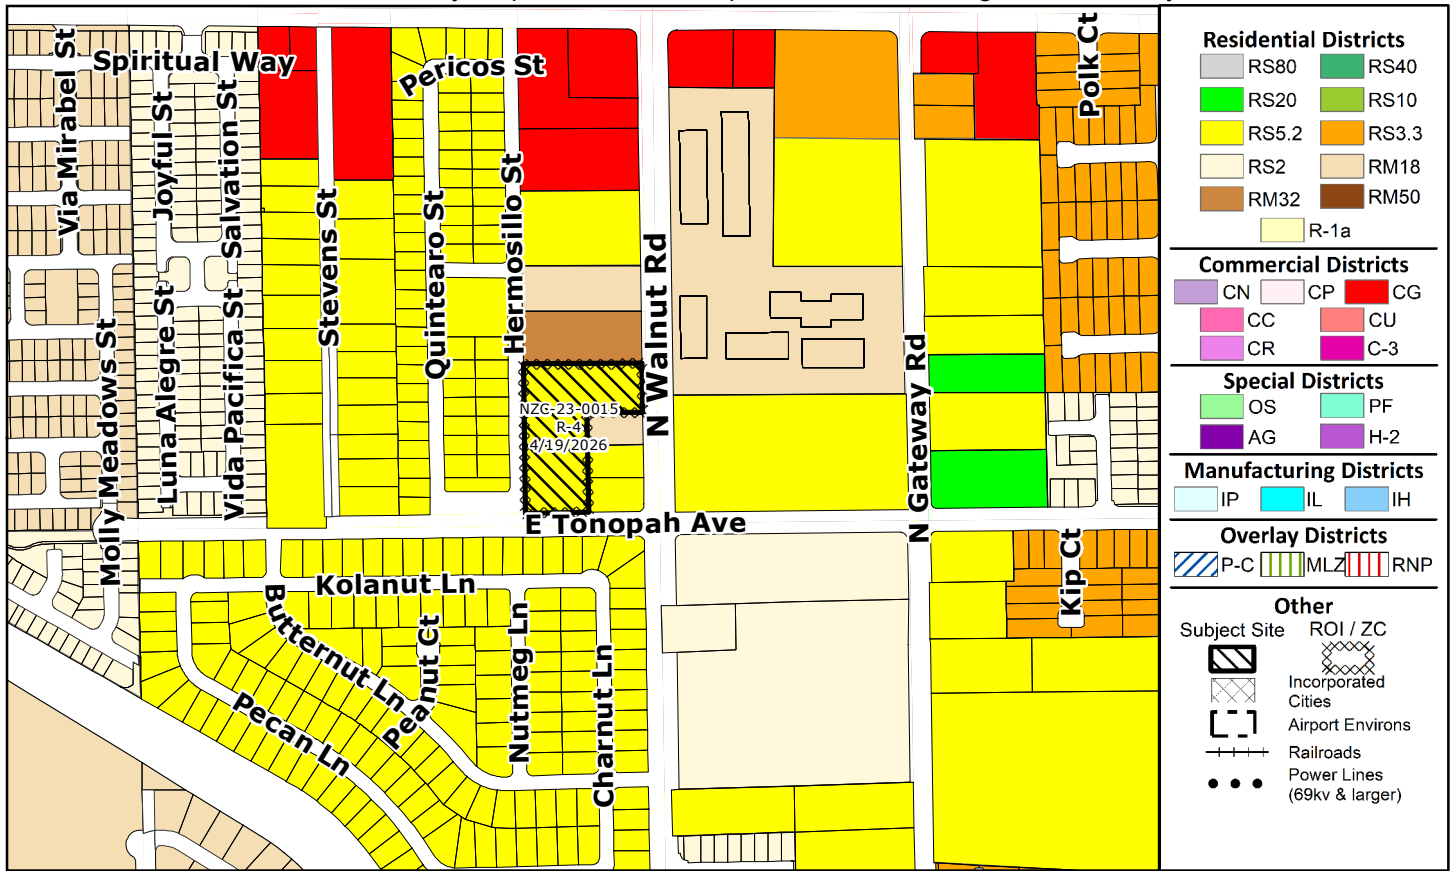 Spiritual Way
Pericos St
Polk Ct
Via Mirabel St
Joyful St
Salvation St
Stevens St
Quintearo St
Hermosillo St
N Walnut Rd
N Gateway Rd
Molly Meadows St
Luna Alegre St
Vida Pacifica St
NZC-23-0015
R-4
4/19/2026
E Tonopah Ave
Kolanut Ln
Butternut Ln
Peanut Ct
Nutmeg Ln
Charnut Ln
Pecan Ln
Kip Ct
Residential Districts
RS80 RS40
RS20 RS10
RS5.2 RS3.3
RS2 RM18
RM32 RM50
R-1a
Commercial Districts
CN CP CG
CC CU
CR C-3
Special Districts
OS PF
AG H-2
Manufacturing Districts
IP IL IH
Overlay Districts
P-C MLZ RNP
Other
Subject Site ROI / ZC
Incorporated
Cities
Airport Environs
Railroads
Power Lines
(69kv & larger)